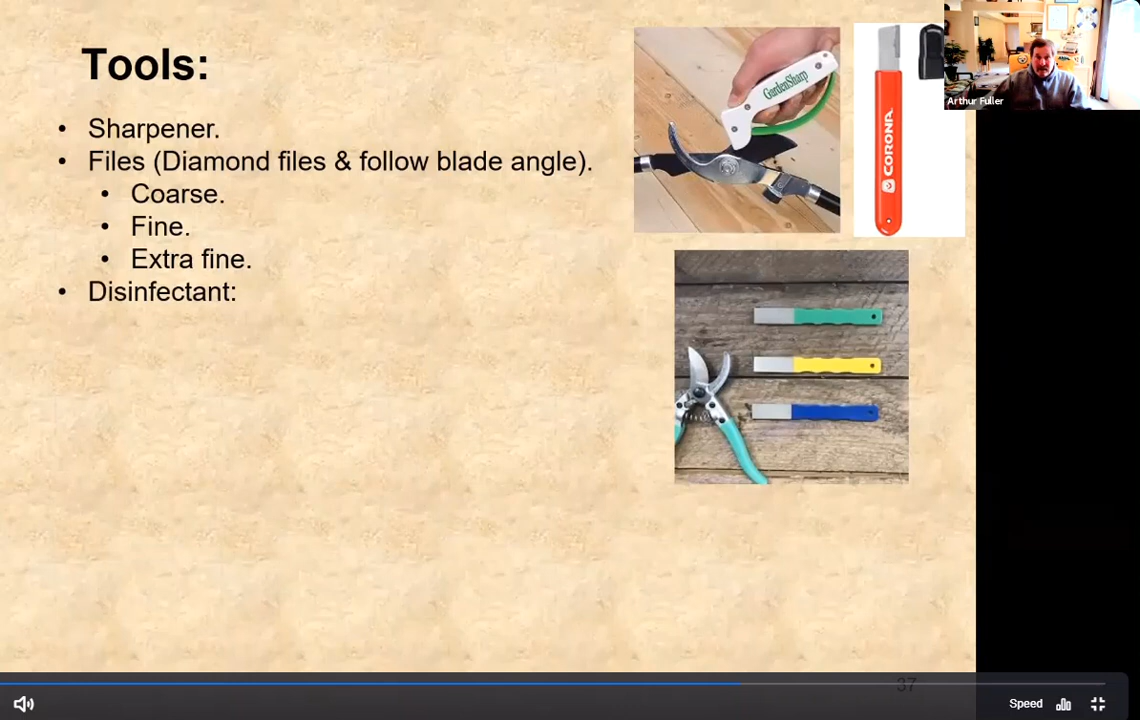 Tools:
• Sharpener.
• Files (Diamond files & follow blade angle).
• Coarse.
• Fine.
• Extra fine.
• Disinfectant:
GardenSharp
CORONA
Arthur Fuller
37
Speed